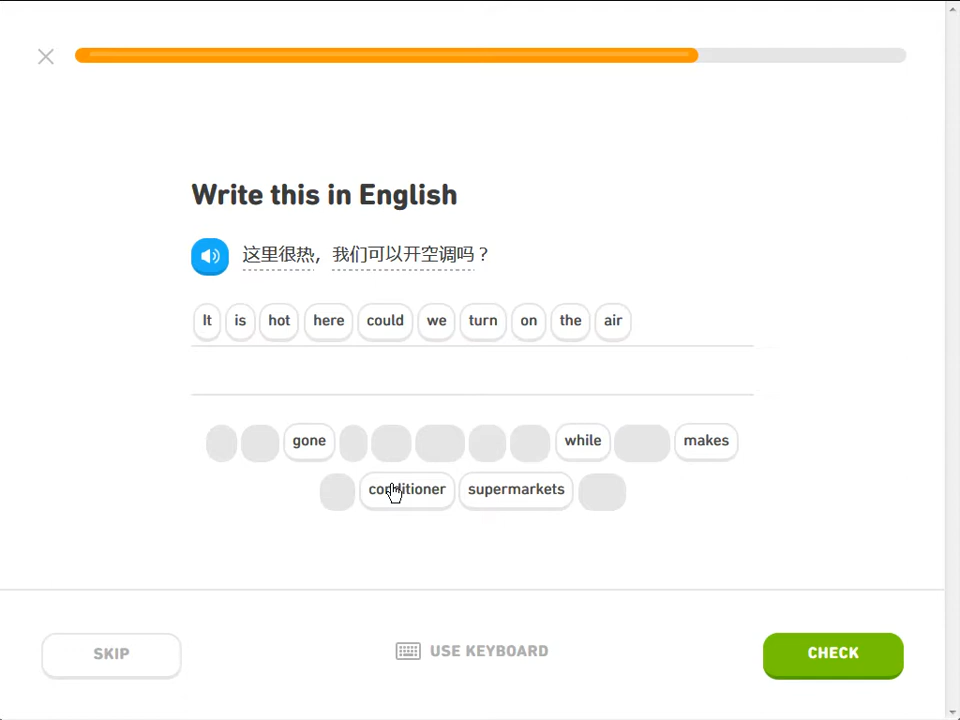 Write this in English
这里很热，我们可以开空调吗？
It is hot here could we turn on the air
gone while makes
conditioner supermarkets
SKIP USE KEYBOARD CHECK